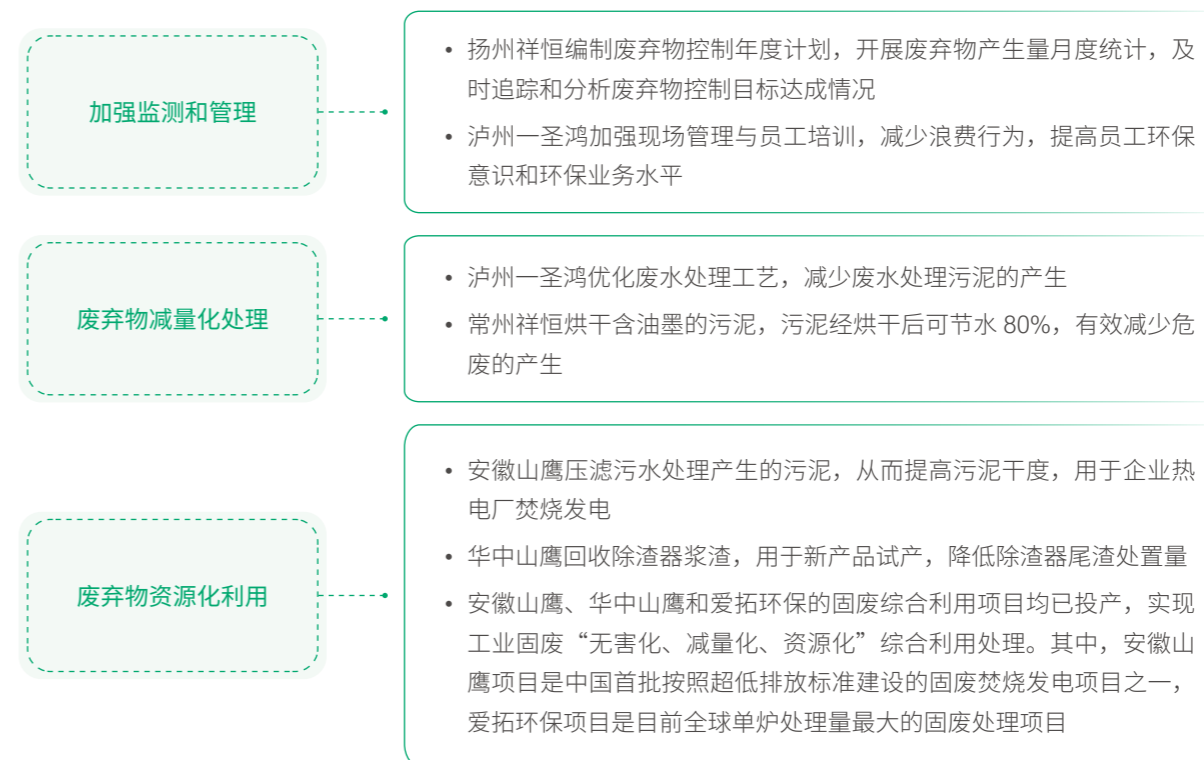 加强监测和管理
• 扬州祥恒编制废弃物控制年度计划，开展废弃物产生量月度统计，及
时追踪和分析废弃物控制目标达成情况
• 泸州一圣鸿加强现场管理与员工培训，减少浪费行为，提高员工环保
意识和环保业务水平
废弃物减量化处理
• 泸州一圣鸿优化废水处理工艺，减少废水处理污泥的产生
• 常州祥恒烘干含油墨的污泥，污泥经烘干后可节水 80%，有效减少危
废的产生
废弃物资源化利用
• 安徽山鹰压滤污水处理产生的污泥，从而提高污泥干度，用于企业热
电厂焚烧发电
• 华中山鹰回收除渣器浆渣，用于新产品试产，降低除渣器尾渣处置量
• 安徽山鹰、华中山鹰和爱拓环保的固废综合利用项目均已投产，实现
工业固废“无害化、减量化、资源化”综合利用处理。其中，安徽山
鹰项目是中国首批按照超低排放标准建设的固废焚烧发电项目之一，
爱拓环保项目是目前全球单炉处理量最大的固废处理项目